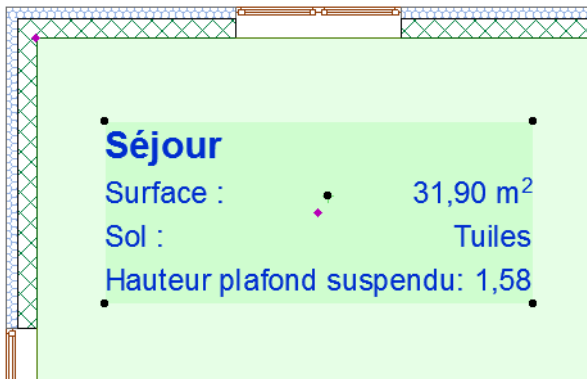 Séjour
Surface : 31,90 m²
Sol : Tuiles
Hauteur plafond suspendu: 1,58